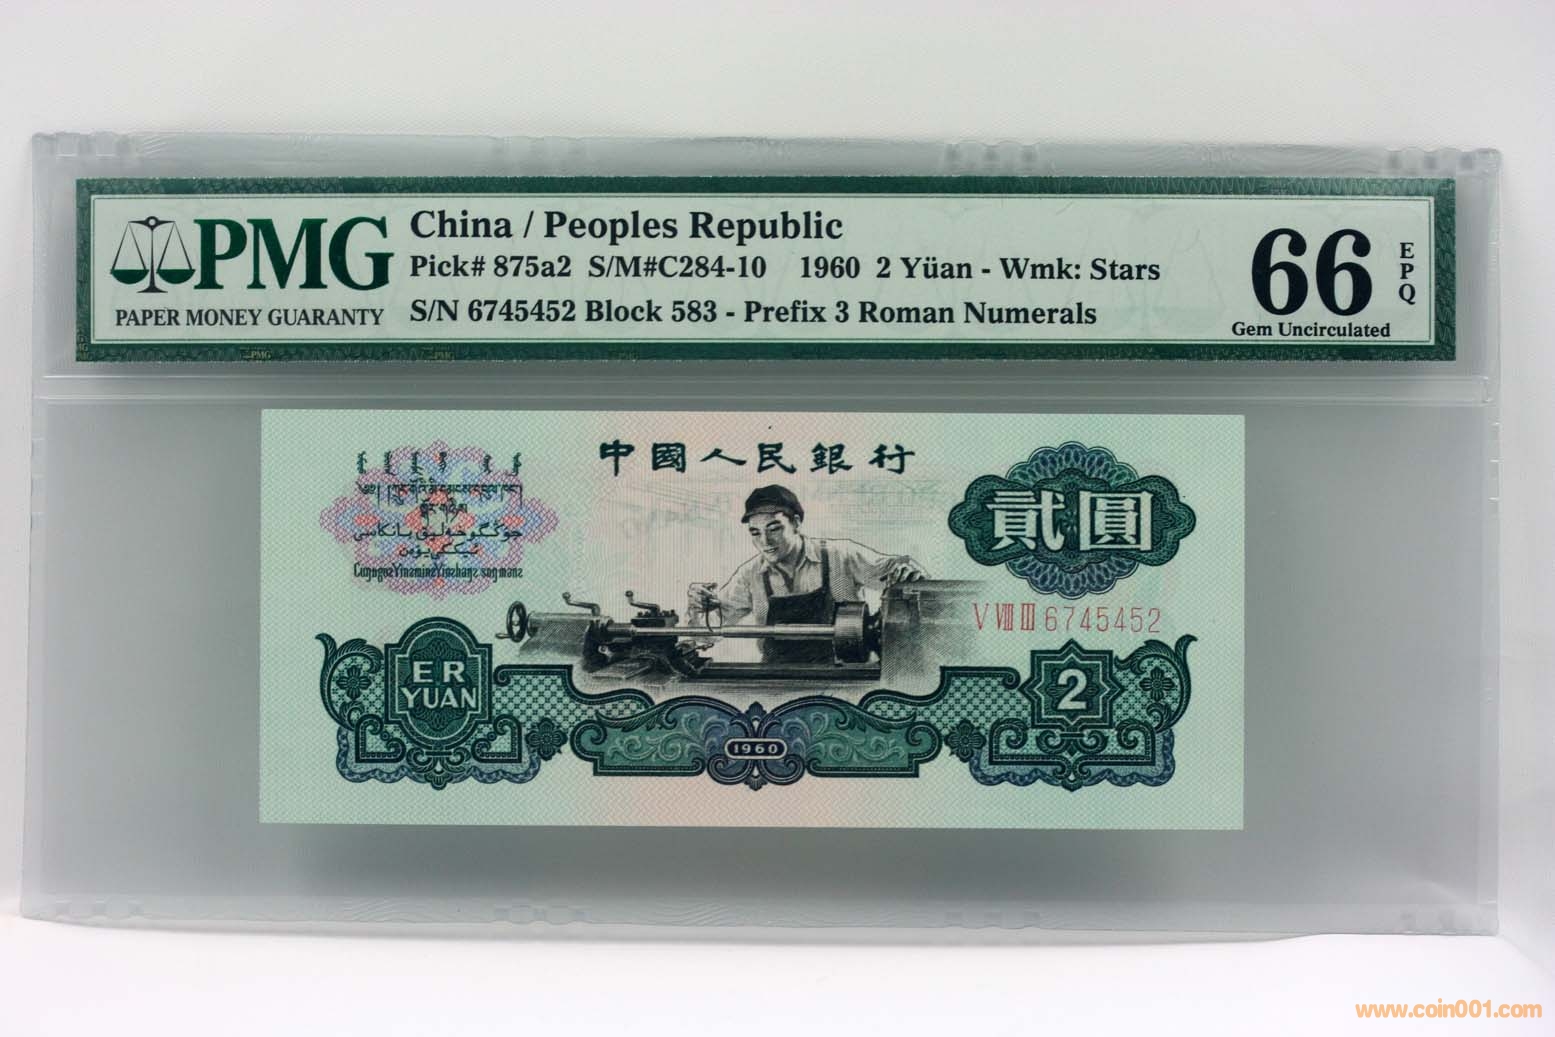 PMG
PAPER MONEY GUARANTY
China / Peoples Republic
Pick# 875a2 S/M#C284-10 1960 2 Yüan - Wmk: Stars
S/N 6745452 Block 583 - Prefix 3 Roman Numerals
66
EPQ
Gem Uncirculated
中國人民銀行
貳圓
V VIII III 6745452
ER
YUAN
2
1960
www.coin001.com